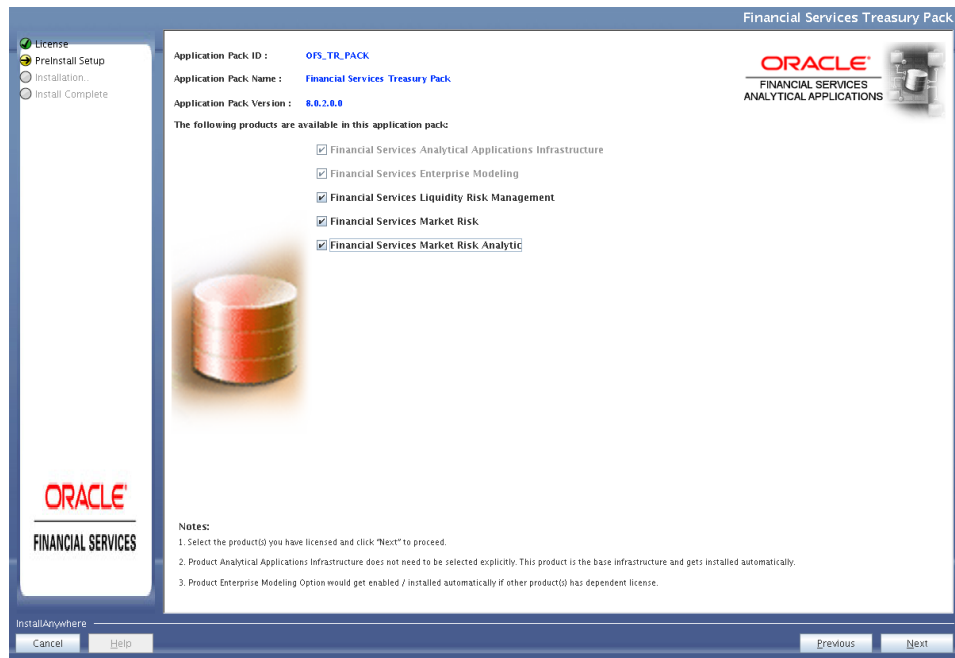 Financial Services Treasury Pack
License
PreInstall Setup
Installation..
Install Complete
Application Pack ID : OFS_TR_PACK
Application Pack Name : Financial Services Treasury Pack
Application Pack Version : 8.0.2.0.0
The following products are available in this application pack:
ORACLE®
FINANCIAL SERVICES
ANALYTICAL APPLICATIONS
Financial Services Analytical Applications Infrastructure
Financial Services Enterprise Modeling
Financial Services Liquidity Risk Management
Financial Services Market Risk
Financial Services Market Risk Analytic
ORACLE®
FINANCIAL SERVICES
Notes:
1. Select the product(s) you have licensed and click "Next" to proceed.
2. Product Analytical Applications Infrastructure does not need to be selected explicitly. This product is the base infrastructure and gets installed automatically.
3. Product Enterprise Modeling Option would get enabled / installed automatically if other product(s) has dependent license.
InstallAnywhere
Cancel Help Previous Next